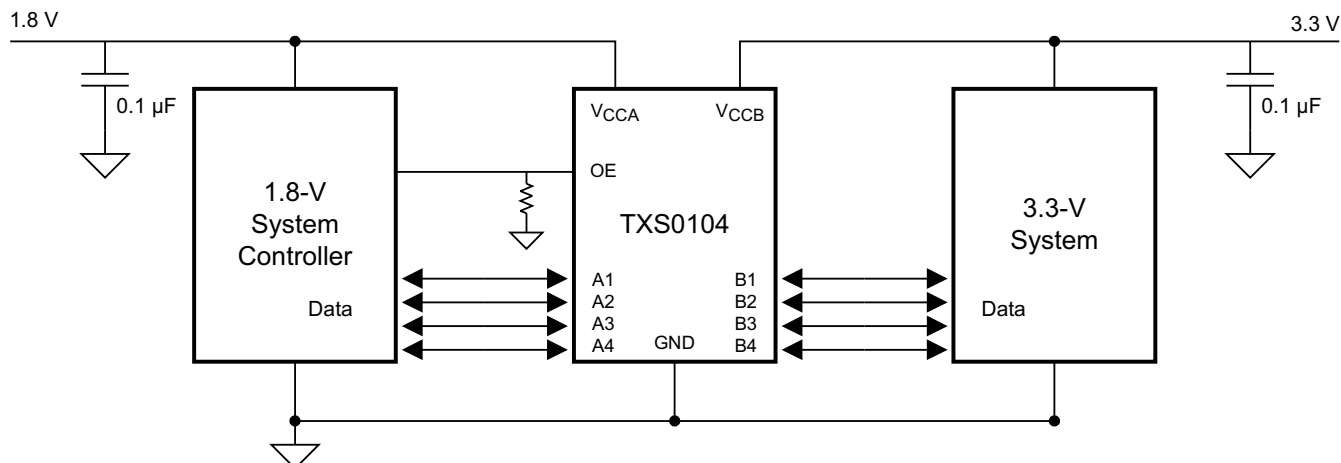 1.8 V
3.3 V
0.1 µF
0.1 µF
VCCA
VCCB
OE
1.8-V
System
Controller
TXS0104
3.3-V
System
Data
A1
A2
A3
A4
GND
B1
B2
B3
B4
Data